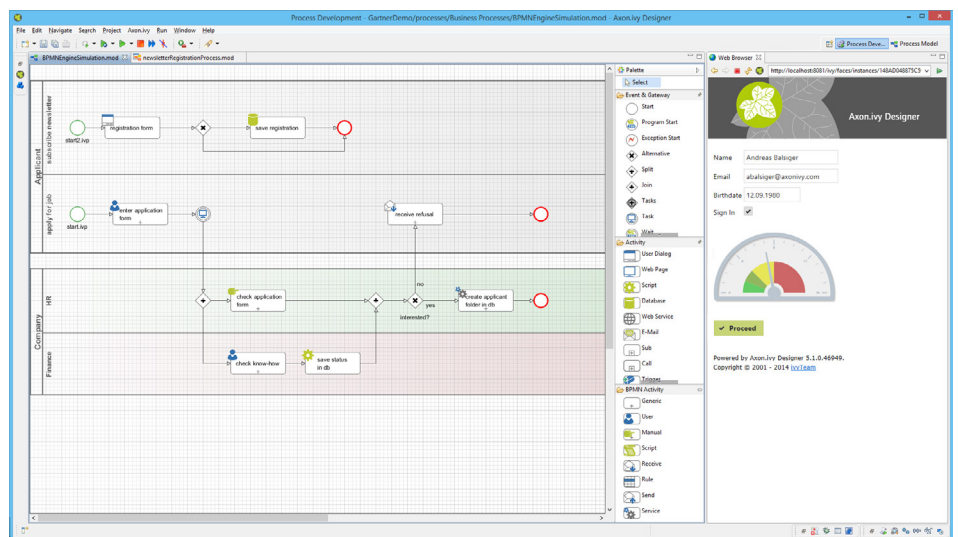 Process Development - GartnerDemo/processes/Business Processes/BPMNEngineSimulation.mod - Axon.ivy Designer
File Edit Navigate Search Project Axon.ivy Run Window Help
Process Deve... Process Model
BPMNEngineSimulation.mod newsletterRegistrationProcess.mod
Applicant
subscribe newsletter
start2.ivp
registration form
save registration
apply for job
start.ivp
enter application
form
receive refusal
Company
HR
check application
form
no
yes
interested?
create applicant
folder in db
Finance
check know-how
save status
in db
Palette
Select
Event & Gateway
Start
Program Start
Exception Start
Alternative
Split
Join
Tasks
Task
Wait
Activity
User Dialog
Web Page
Script
Database
Web Service
E-Mail
Sub
Call
Trigger
BPMN Activity
Generic
User
Manual
Script
Receive
Rule
Send
Service
Web Browser
http://localhost:8081/ivy/faces/instances/148AD048875C9
Axon.ivy Designer
Name Andreas Balsiger
Email abalsiger@axonivy.com
Birthdate 12.09.1980
Sign In
Proceed
Powered by Axon.ivy Designer 5.1.0.46949.
Copyright © 2001 - 2014 ivyTeam